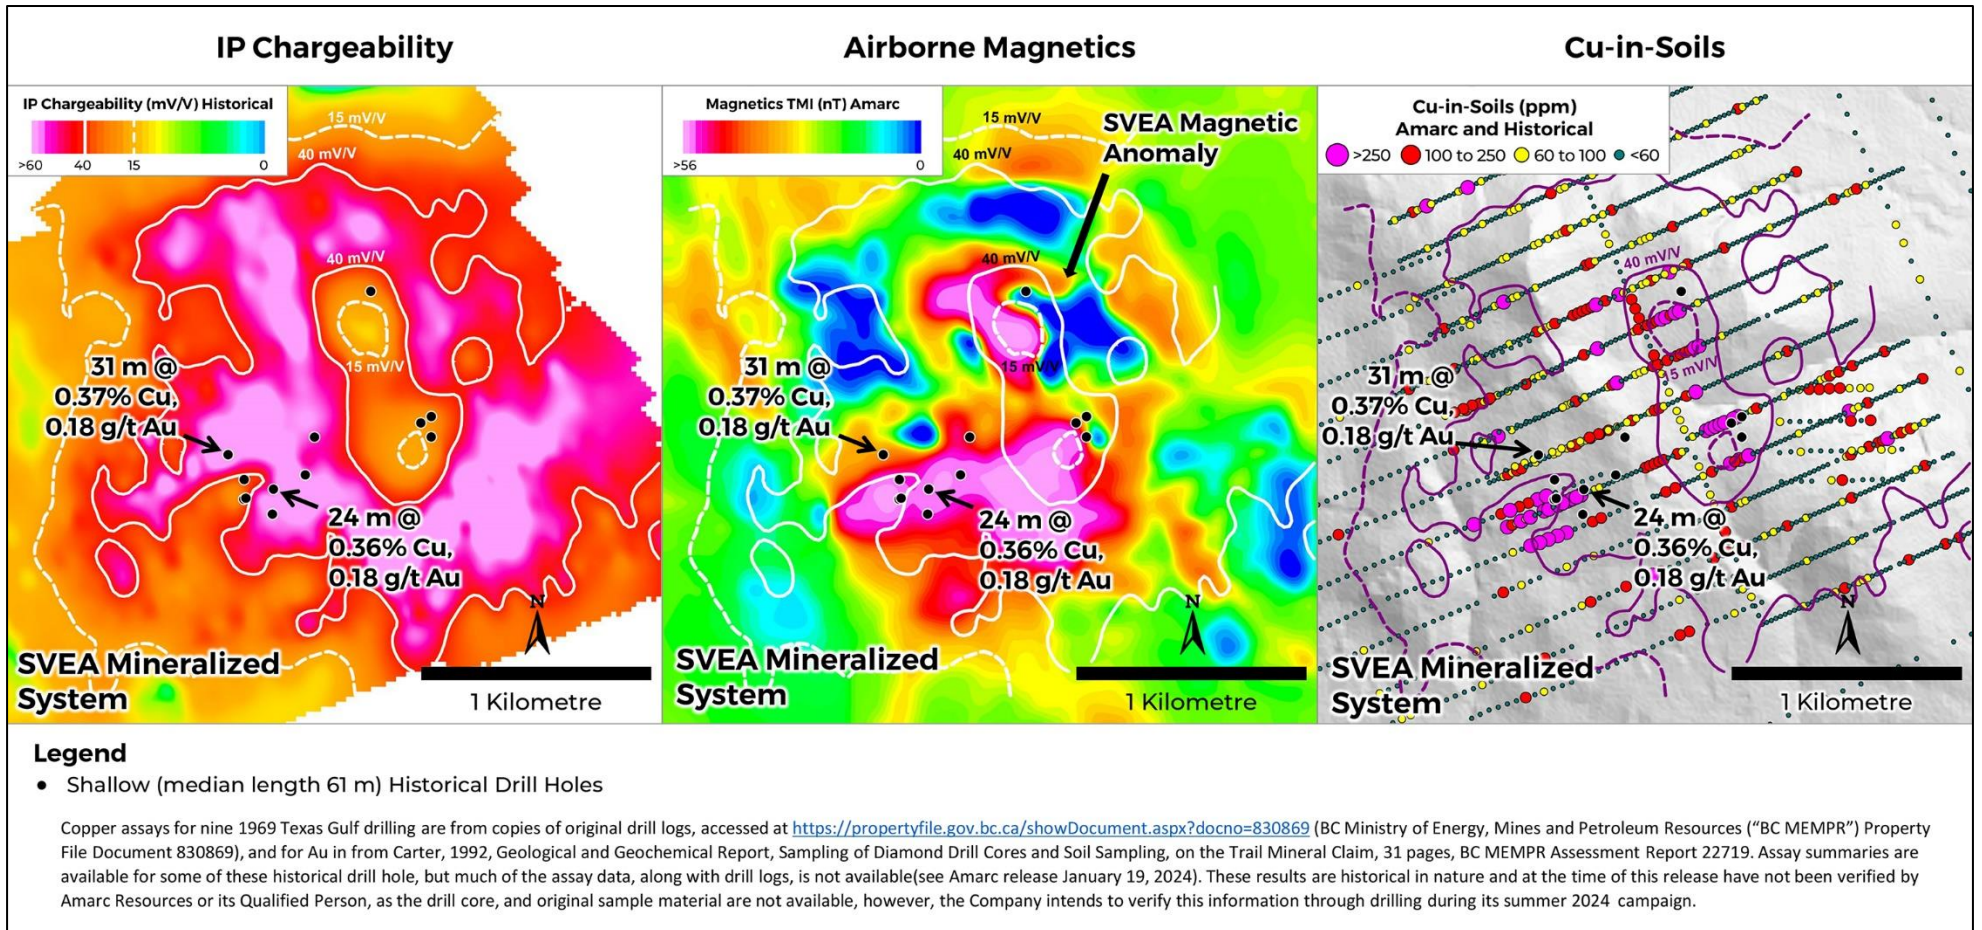 IP Chargeability
Airborne Magnetics
Cu-in-Soils
IP Chargeability (mV/V) Historical
>60 40 15 0
15 mV/V
40 mV/V
40 mV/V
15 mV/V
31 m @
0.37% Cu,
0.18 g/t Au
24 m @
0.36% Cu,
0.18 g/t Au
N
SVEA Mineralized
System
1 Kilometre
Magnetics TMI (nT) Amarc
>56 0
15 mV/V
40 mV/V
SVEA Magnetic
Anomaly
40 mV/V
15 mV/V
31 m @
0.37% Cu,
0.18 g/t Au
24 m @
0.36% Cu,
0.18 g/t Au
N
SVEA Mineralized
System
1 Kilometre
Cu-in-Soils (ppm)
Amarc and Historical
>250 100 to 250 60 to 100 <60
40 mV/V
15 mV/V
31 m @
0.37% Cu,
0.18 g/t Au
24 m @
0.36% Cu,
0.18 g/t Au
N
SVEA Mineralized
System
1 Kilometre
Legend
Shallow (median length 61 m) Historical Drill Holes
Copper assays for nine 1969 Texas Gulf drilling are from copies of original drill logs, accessed at https://propertyfile.gov.bc.ca/showDocument.aspx?docno=830869 (BC Ministry of Energy, Mines and Petroleum Resources (“BC MEMPR”) Property
File Document 830869), and for Au in from Carter, 1992, Geological and Geochemical Report, Sampling of Diamond Drill Cores and Soil Sampling, on the Trail Mineral Claim, 31 pages, BC MEMPR Assessment Report 22719. Assay summaries are
available for some of these historical drill hole, but much of the assay data, along with drill logs, is not available(see Amarc release January 19, 2024). These results are historical in nature and at the time of this release have not been verified by
Amarc Resources or its Qualified Person, as the drill core, and original sample material are not available, however, the Company intends to verify this information through drilling during its summer 2024 campaign.